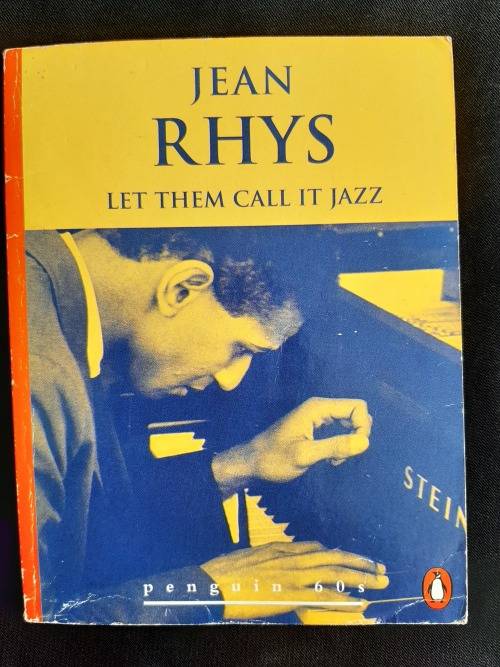 JEAN
RHYS
LET THEM CALL IT JAZZ
STEIN
penguin 60s